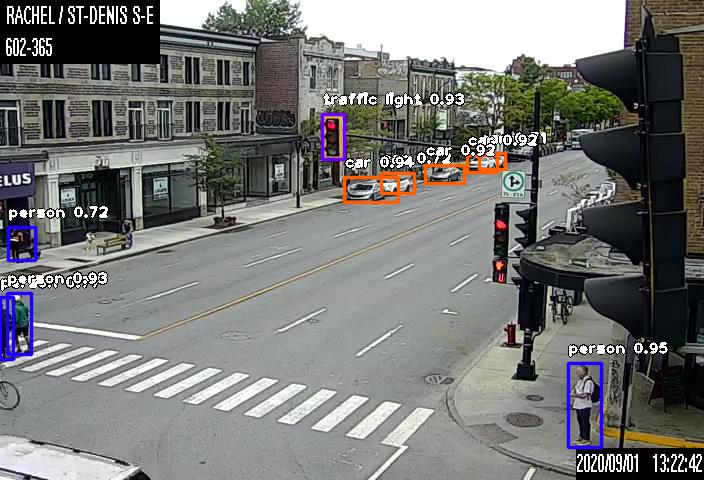 RACHEL / ST-DENIS S-E
602-365
traffic light 0.93
car 0.92
car 0.94
ELUS
person 0.72
person 0.93
person 0.95
2020/09/01 13:22:42